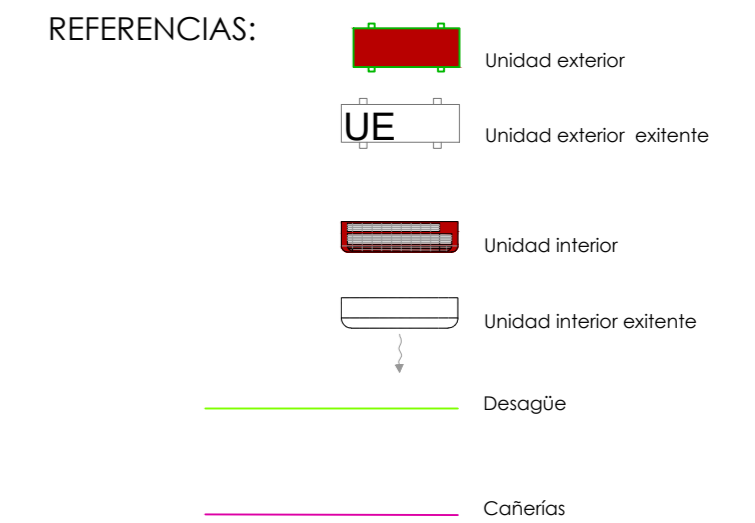 REFERENCIAS:
Unidad exterior
UE
Unidad exterior exitente
Unidad interior
Unidad interior exitente
Desagüe
Cañerías